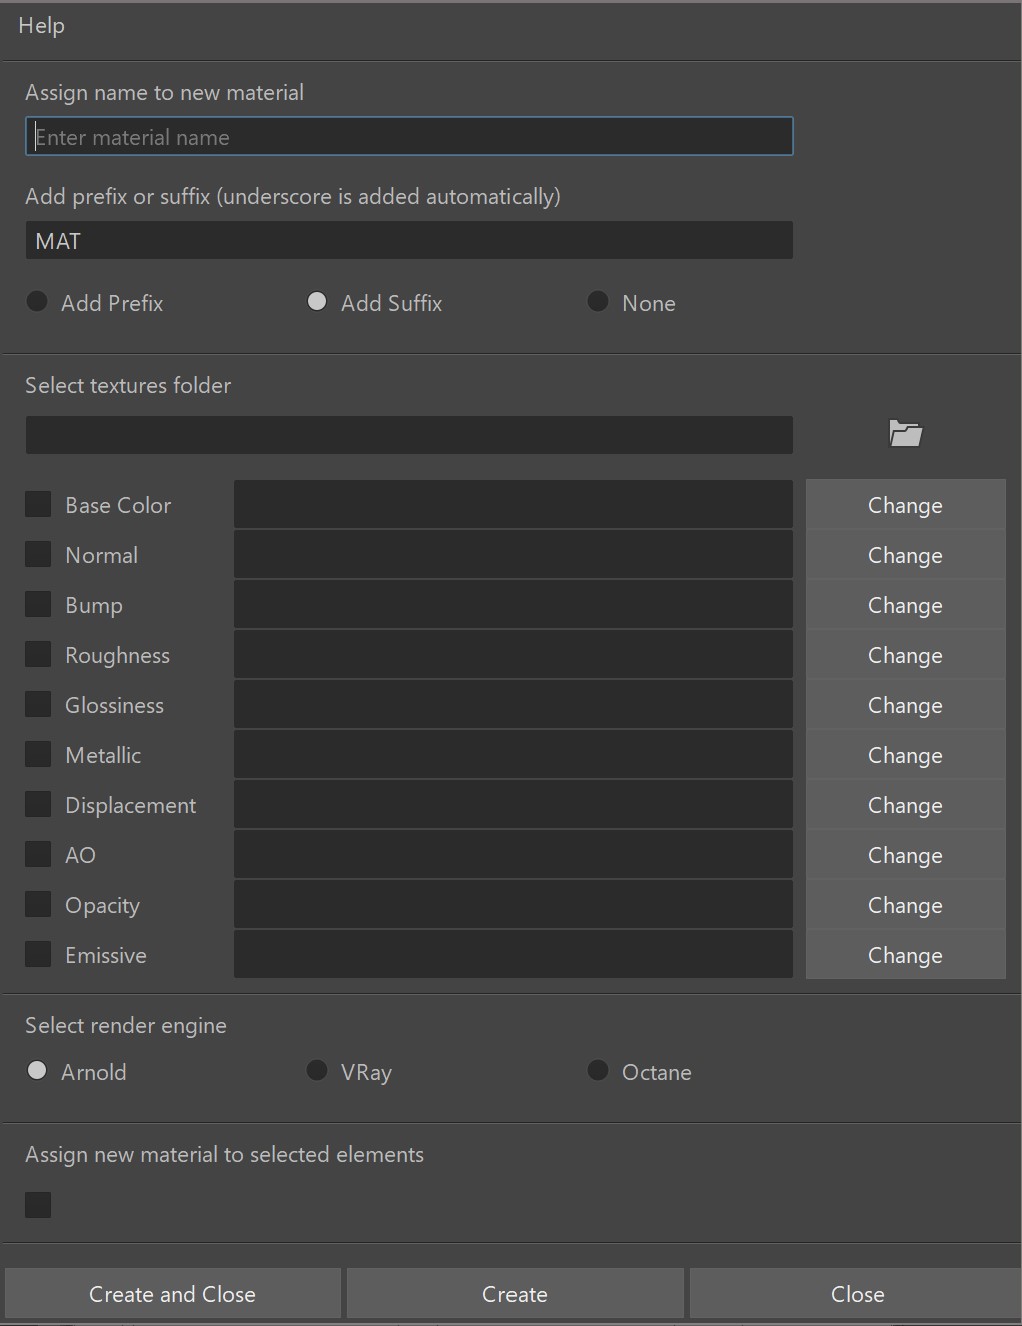 Help
Assign name to new material
Enter material name
Add prefix or suffix (underscore is added automatically)
MAT
Add Prefix Add Suffix None
Select textures folder
Base Color Change
Normal Change
Bump Change
Roughness Change
Glossiness Change
Metallic Change
Displacement Change
AO Change
Opacity Change
Emissive Change
Select render engine
Arnold VRay Octane
Assign new material to selected elements
Create and Close Create Close